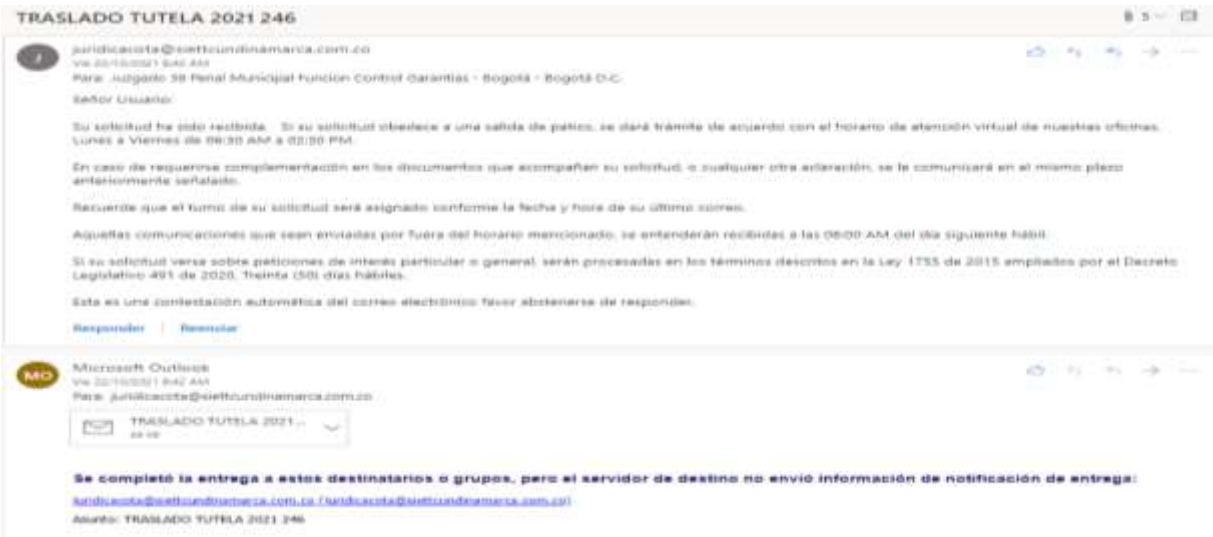 TRASLADO TUTELA 2021 246
5
J
juridicacota@siettcundinamarca.com.co
Vie 22/10/2021 8:42 AM
Para: Juzgado 38 Penal Municipal Funcion Control Garantias - Bogotá - Bogotá D.C.
Señor Usuario:
Su solicitud ha sido recibida. Si su solicitud obedece a una salida de patios, se dará trámite de acuerdo con el horario de atención virtual de nuestras oficinas,
Lunes a Viernes de 08:30 AM a 02:30 PM.
En caso de requerirse complementación en los documentos que acompañan su solicitud, o cualquier otra aclaración, se le comunicará en el mismo plazo
anteriormente señalado.
Recuerde que el turno de su solicitud será asignado conforme la fecha y hora de su último correo.
Aquellas comunicaciones que sean enviadas por fuera del horario mencionado, se entenderán recibidas a las 08:00 AM del día siguiente hábil.
Si su solicitud versa sobre peticiones de interés particular o general, serán procesadas en los términos descritos en la Ley 1755 de 2015 ampliados por el Decreto
Legislativo 491 de 2020, Treinta (30) días hábiles.
Esta es una contestación automática del correo electrónico favor abstenerse de responder.
Responder | Reenviar
MO
Microsoft Outlook
Vie 22/10/2021 8:42 AM
Para: juridicacota@siettcundinamarca.com.co
TRASLADO TUTELA 2021...
Se completó la entrega a estos destinatarios o grupos, pero el servidor de destino no envió información de notificación de entrega:
juridicacota@siettcundinamarca.com.co (juridicacota@siettcundinamarca.com.co)
Asunto: TRASLADO TUTELA 2021 246